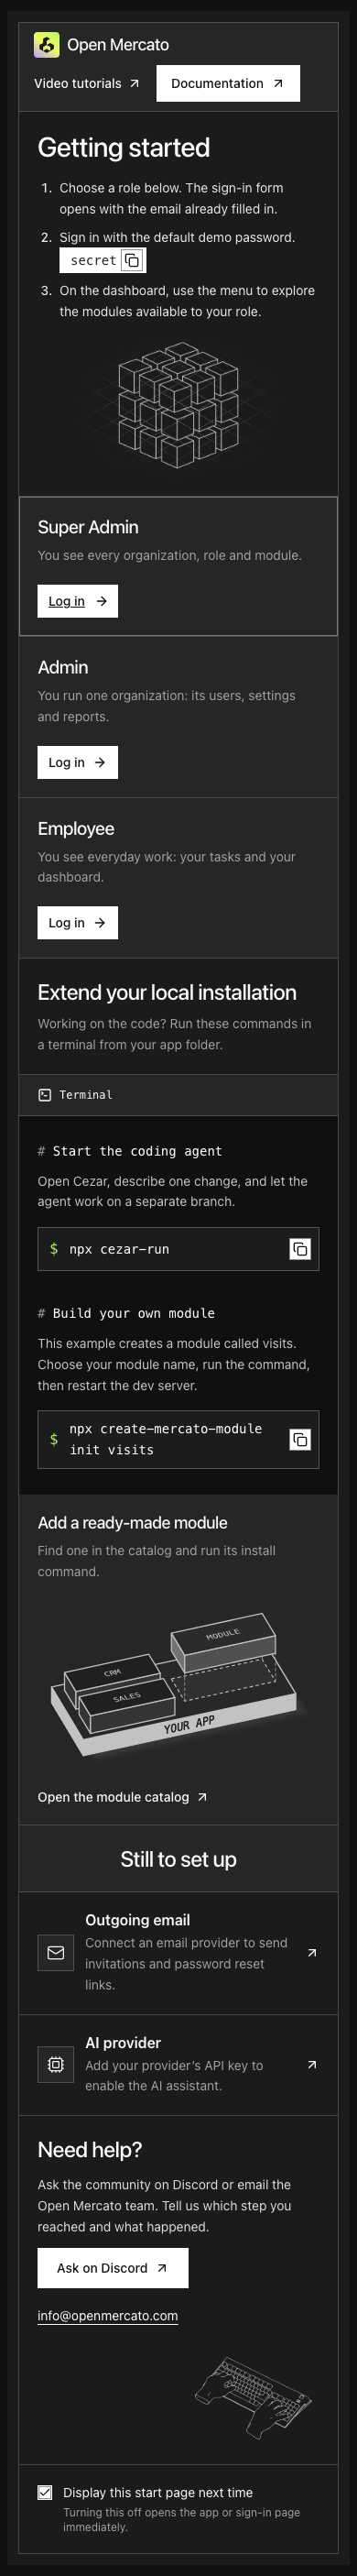 Open Mercato
Video tutorials
Documentation
Getting started
1. Choose a role below. The sign-in form
opens with the email already filled in.
2. Sign in with the default demo password.
secret
3. On the dashboard, use the menu to explore
the modules available to your role.
Super Admin
You see every organization, role and module.
Log in
Admin
You run one organization: its users, settings
and reports.
Log in
Employee
You see everyday work: your tasks and your
dashboard.
Log in
Extend your local installation
Working on the code? Run these commands in
a terminal from your app folder.
Terminal
# Start the coding agent
Open Cezar, describe one change, and let the
agent work on a separate branch.
$ npx cezar-run
# Build your own module
This example creates a module called visits.
Choose your module name, run the command,
then restart the dev server.
$ npx create-mercato-module
init visits
Add a ready-made module
Find one in the catalog and run its install
command.
MODULE
CRM
SALES
YOUR APP
Open the module catalog
Still to set up
Outgoing email
Connect an email provider to send
invitations and password reset
links.
AI provider
Add your provider’s API key to
enable the AI assistant.
Need help?
Ask the community on Discord or email the
Open Mercato team. Tell us which step you
reached and what happened.
Ask on Discord
info@openmercato.com
Display this start page next time
Turning this off opens the app or sign-in page
immediately.